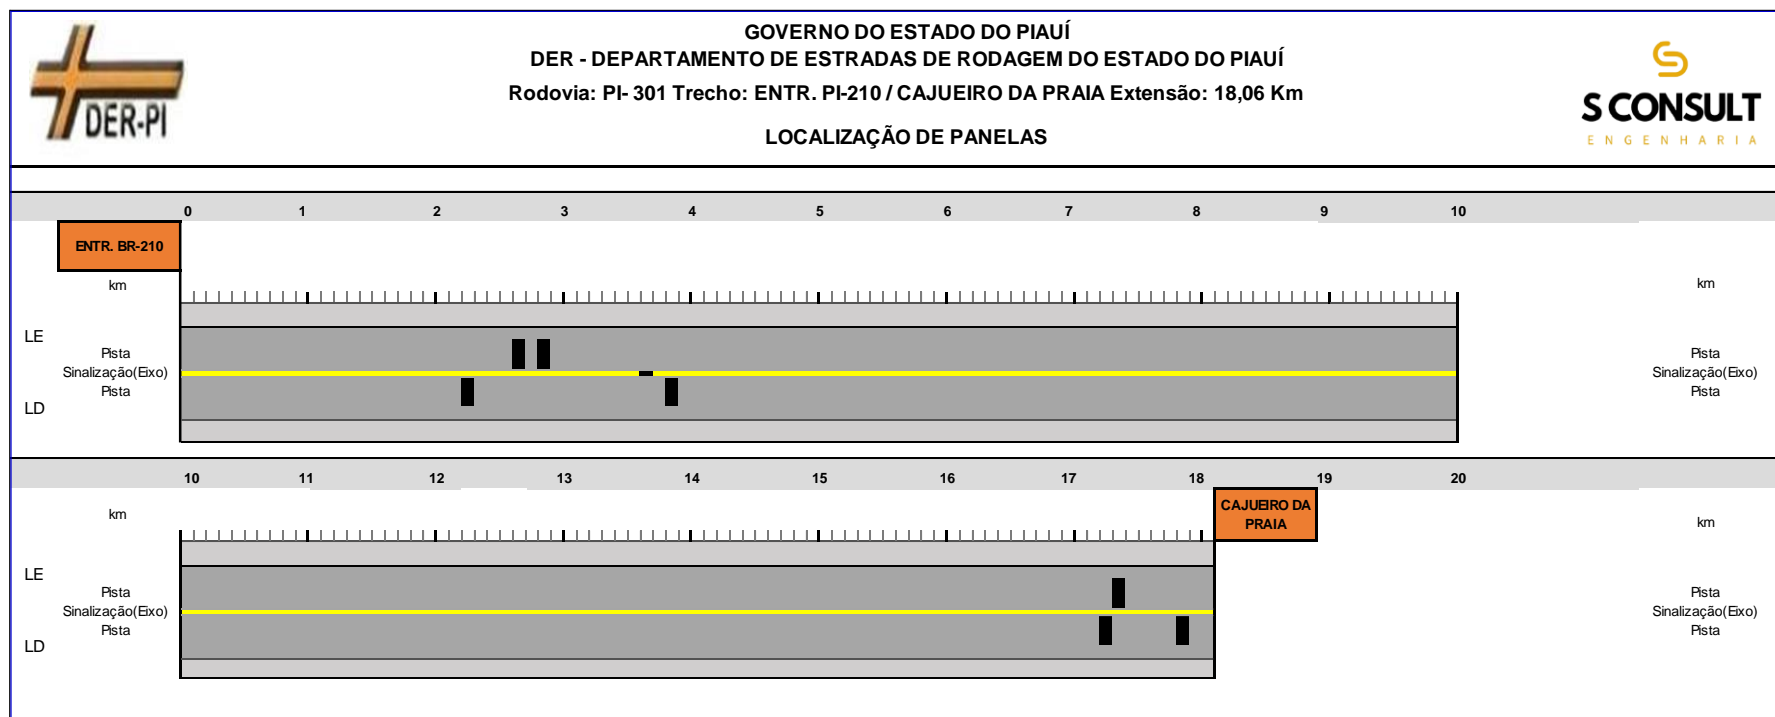 DER-PI
GOVERNO DO ESTADO DO PIAUÍ
DER - DEPARTAMENTO DE ESTRADAS DE RODAGEM DO ESTADO DO PIAUÍ
Rodovia: PI- 301 Trecho: ENTR. PI-210 / CAJUEIRO DA PRAIA Extensão: 18,06 Km
LOCALIZAÇÃO DE PANELAS
S CONSULT
ENGENHARIA
0 1 2 3 4 5 6 7 8 9 10
ENTR. BR-210
km km
LE
Pista Pista
Sinalização(Eixo) Sinalização(Eixo)
Pista Pista
LD
10 11 12 13 14 15 16 17 18 19 20
CAJUEIRO DA
PRAIA
km km
LE
Pista Pista
Sinalização(Eixo) Sinalização(Eixo)
Pista Pista
LD